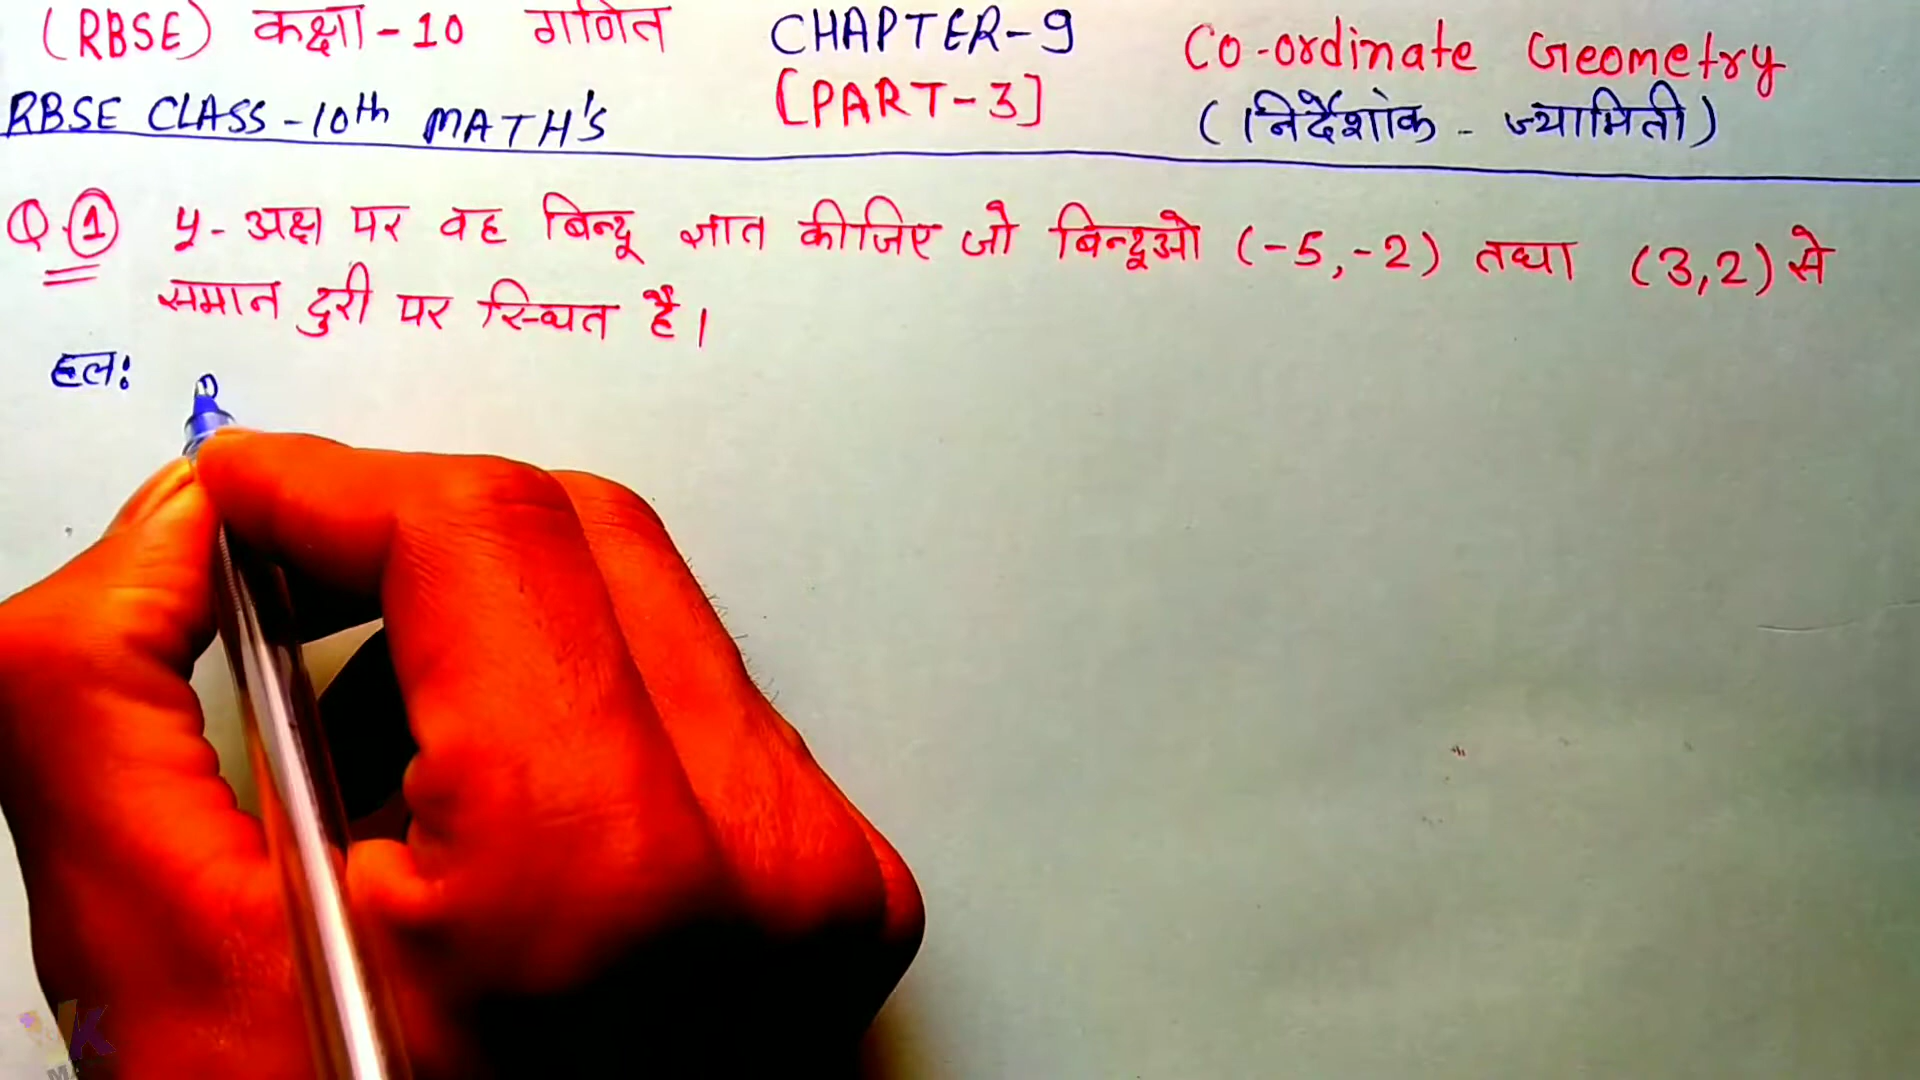 (RBSE) कक्षा-10 गणित CHAPTER-9 Co-ordinate Geometry
RBSE CLASS-10th MATH's [PART-3] (निर्देशांक - ज्यामिती)
Q.1 y-अक्ष पर वह बिन्दू ज्ञात कीजिए जो बिन्दूओ (-5,-2) तथा (3,2) से
समान दुरी पर स्थित है।
हल: